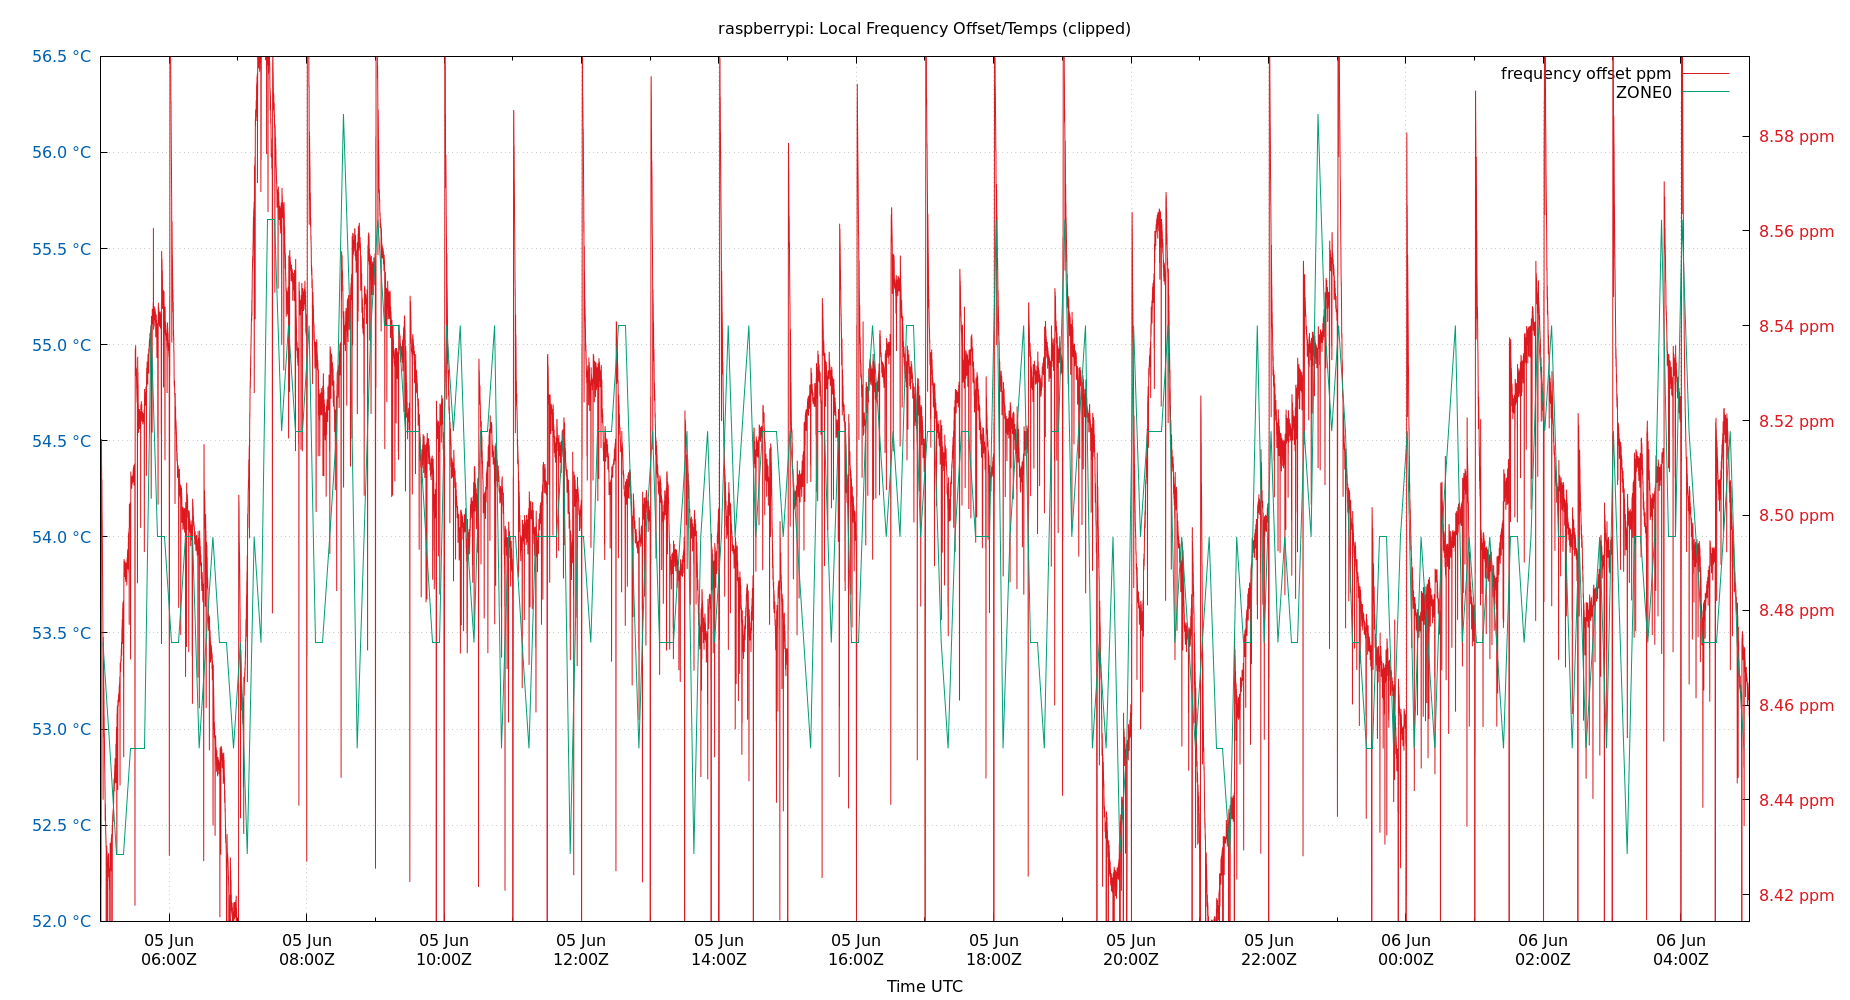 raspberrypi: Local Frequency Offset/Temps (clipped)
frequency offset ppm
ZONE0
56.5 °C
56.0 °C
55.5 °C
55.0 °C
54.5 °C
54.0 °C
53.5 °C
53.0 °C
52.5 °C
52.0 °C
8.58 ppm
8.56 ppm
8.54 ppm
8.52 ppm
8.50 ppm
8.48 ppm
8.46 ppm
8.44 ppm
8.42 ppm
05 Jun 05 Jun 05 Jun 05 Jun 05 Jun 05 Jun 05 Jun 05 Jun 05 Jun 06 Jun 06 Jun 06 Jun
06:00Z 08:00Z 10:00Z 12:00Z 14:00Z 16:00Z 18:00Z 20:00Z 22:00Z 00:00Z 02:00Z 04:00Z
Time UTC